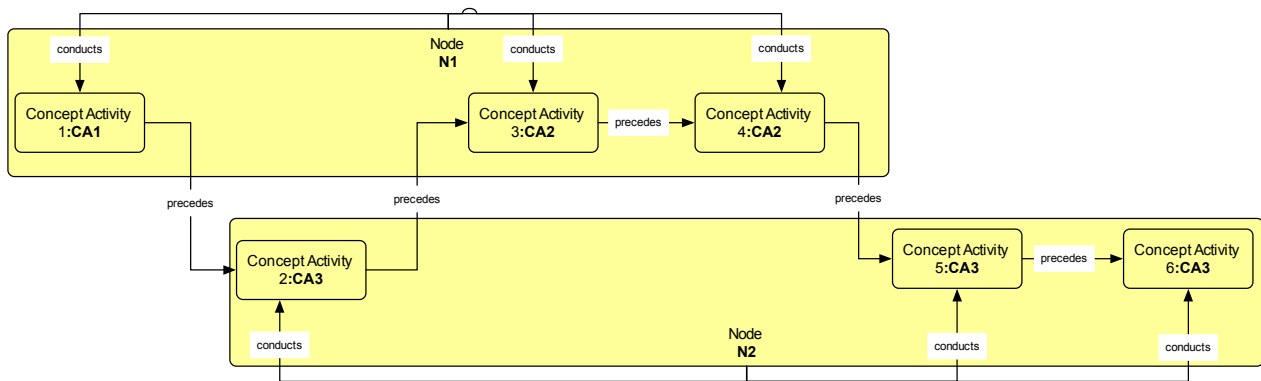 conducts
Node
N1
conducts
conducts
Concept Activity
1:CA1
Concept Activity
3:CA2
precedes
Concept Activity
4:CA2
precedes
precedes
precedes
Concept Activity
2:CA3
Concept Activity
5:CA3
precedes
Concept Activity
6:CA3
conducts
Node
N2
conducts
conducts